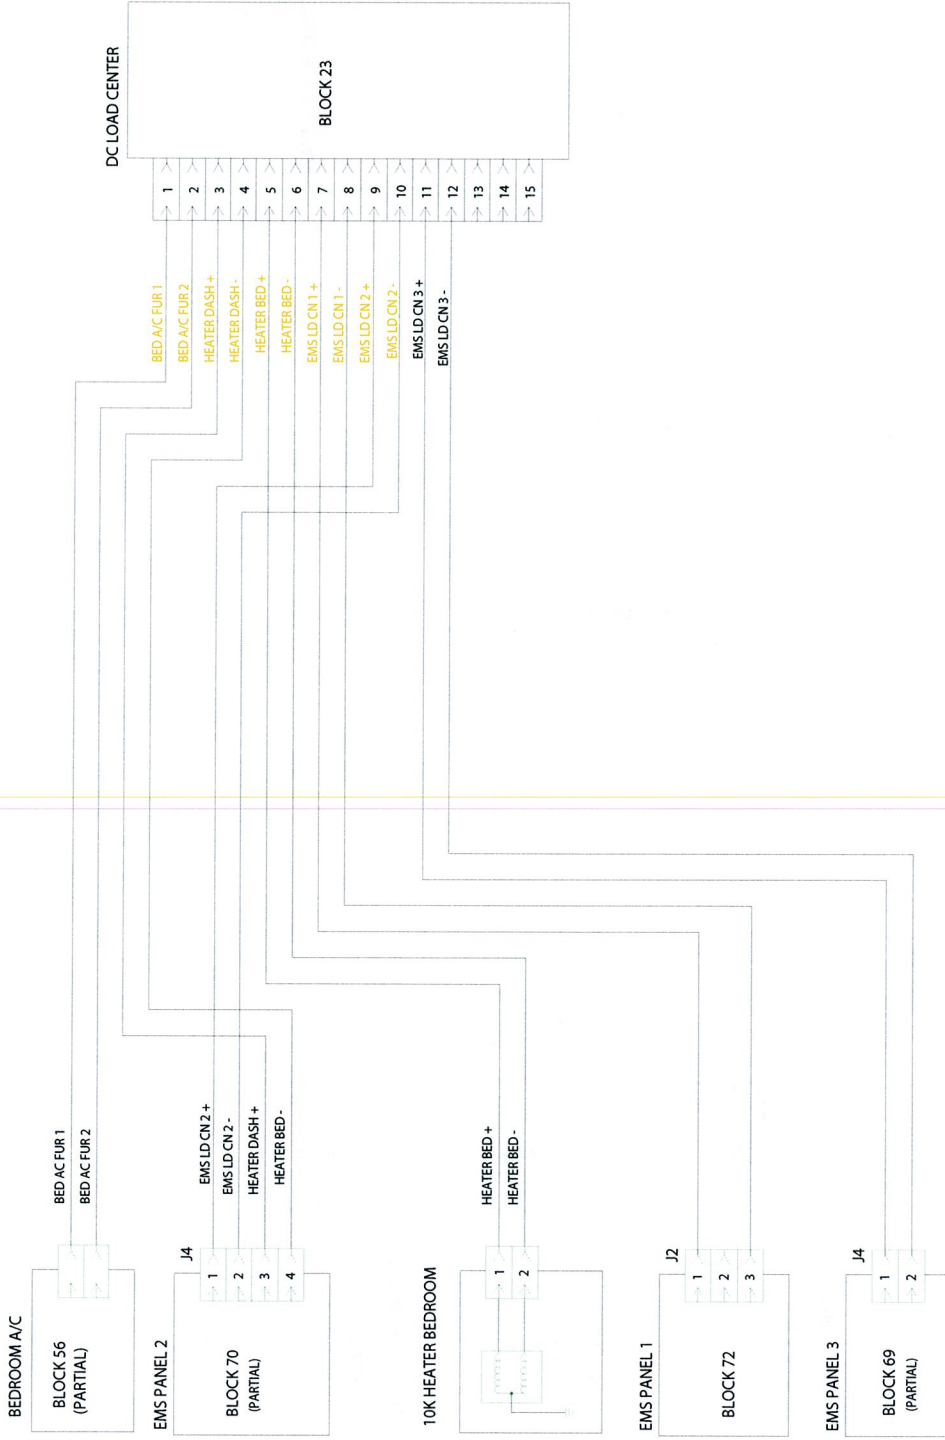 DC LOAD CENTER
BLOCK 23
1
2
3
4
5
6
7
8
9
10
11
12
13
14
15
BED A/C FUR 1
BED A/C FUR 2
HEATER DASH +
HEATER DASH -
HEATER BED +
HEATER BED -
EMS LD CN 1 +
EMS LD CN 1 -
EMS LD CN 2 +
EMS LD CN 2 -
EMS LD CN 3 +
EMS LD CN 3 -
BEDROOM A/C
BLOCK 56
(PARTIAL)
BED AC FUR 1
BED AC FUR 2
EMS PANEL 2
BLOCK 70
(PARTIAL)
J4
1
2
3
4
EMS LD CN 2 +
EMS LD CN 2 -
HEATER DASH +
HEATER BED -
10K HEATER BEDROOM
1
2
HEATER BED +
HEATER BED -
EMS PANEL 1
BLOCK 72
J2
1
2
3
EMS PANEL 3
BLOCK 69
(PARTIAL)
J4
1
2